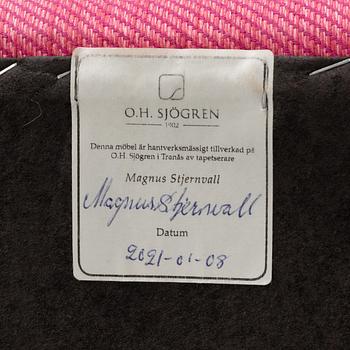 O.H. SJÖGREN
1902
Denna möbel är hantverksmässigt tillverkad på
O.H. Sjögren i Tranås av tapetserare
Magnus Stjernvall
Magnus Stjernvall
Datum
2021-01-08